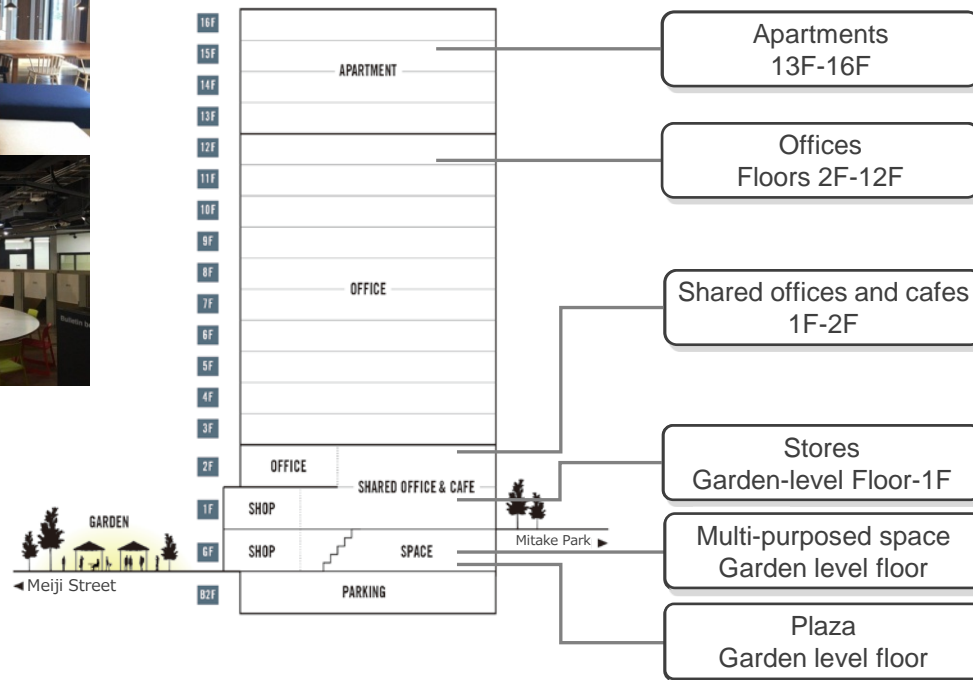 16F
15F
14F
13F
12F
11F
10F
9F
8F
7F
6F
5F
4F
3F
2F
1F
GF
B2F
APARTMENT
OFFICE
OFFICE
SHARED OFFICE & CAFE
SHOP
SHOP
SPACE
PARKING
GARDEN
◄Meiji Street
Mitake Park ►
Apartments
13F-16F
Offices
Floors 2F-12F
Shared offices and cafes
1F-2F
Stores
Garden-level Floor-1F
Multi-purposed space
Garden level floor
Plaza
Garden level floor